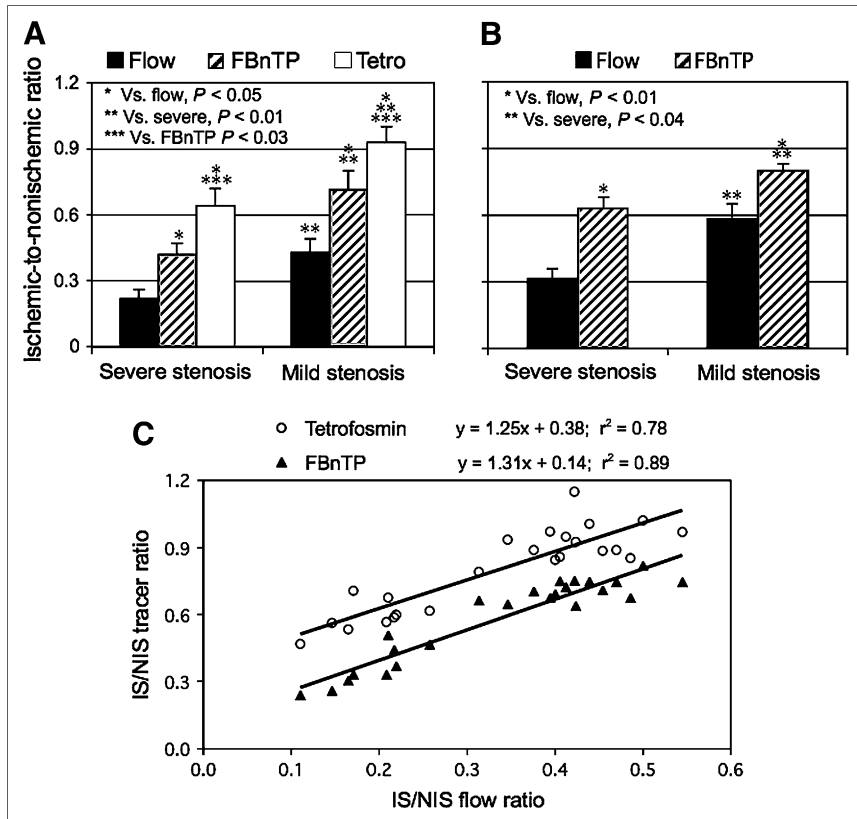 A
B
Flow FBnTP Tetro
Flow FBnTP
Ischemic-to-nonischemic ratio
1.2
0.9
0.6
0.3
0
* Vs. flow, P < 0.05
** Vs. severe, P < 0.01
*** Vs. FBnTP P < 0.03
*
***
*
**
*
**
*
**
***
Severe stenosis Mild stenosis
* Vs. flow, P < 0.01
** Vs. severe, P < 0.04
*
**
*
**
Severe stenosis Mild stenosis
C
Tetrofosmin y = 1.25x + 0.38; r² = 0.78
FBnTP y = 1.31x + 0.14; r² = 0.89
IS/NIS tracer ratio
1.2
0.9
0.6
0.3
0.0
0.0 0.1 0.2 0.3 0.4 0.5 0.6
IS/NIS flow ratio